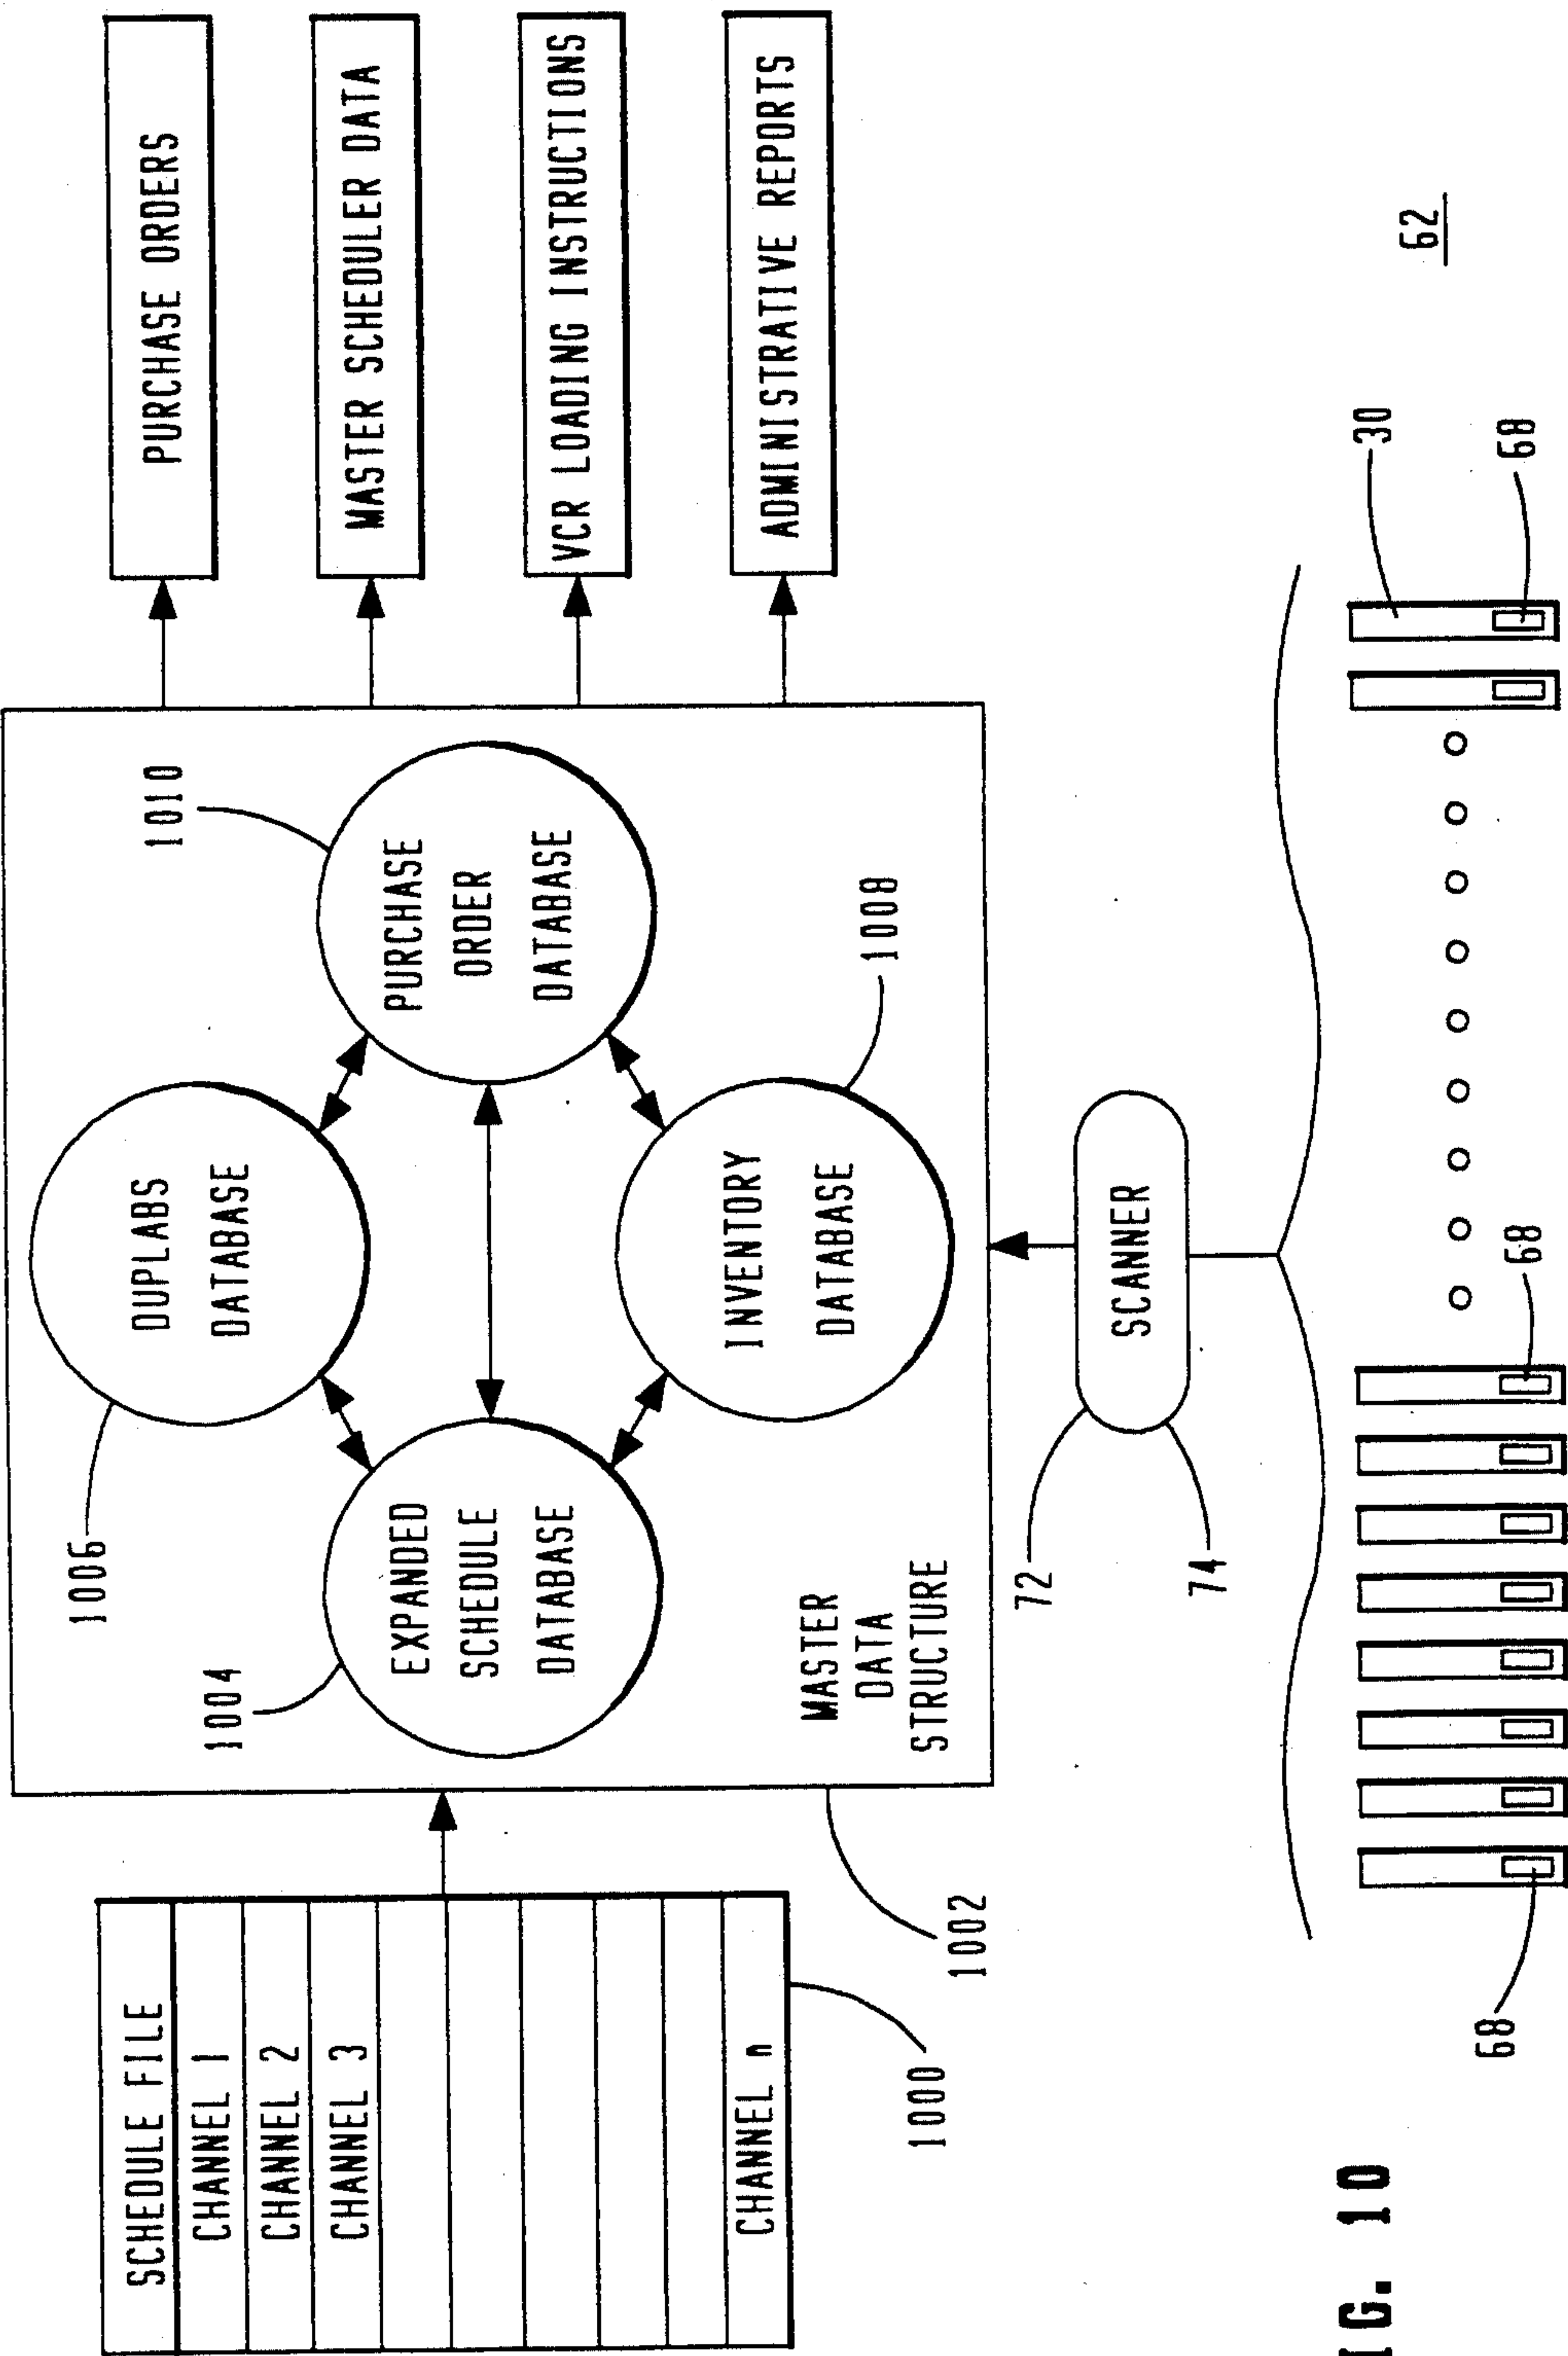 SCHEDULE FILE
CHANNEL 1
CHANNEL 2
CHANNEL 3
CHANNEL n
1000
1002
1004
EXPANDED
SCHEDULE
DATABASE
1006
DUPLABS
DATABASE
1010
PURCHASE
ORDER
DATABASE
1008
INVENTORY
DATABASE
MASTER
DATA
STRUCTURE
PURCHASE ORDERS
MASTER SCHEDULER DATA
VCR LOADING INSTRUCTIONS
ADMINISTRATIVE REPORTS
72
SCANNER
74
68
68
30
68
62
IG. 10